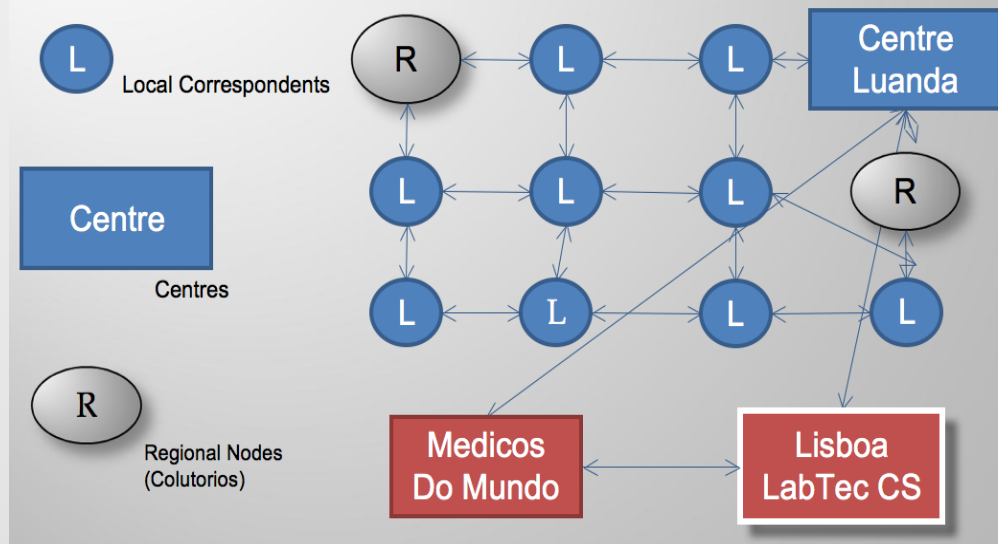 L
Local Correspondents
R
L
L
Centre
Luanda
Centre
Centres
L
L
L
R
L
L
L
L
R
Regional Nodes
(Colutorios)
Medicos
Do Mundo
Lisboa
LabTec CS